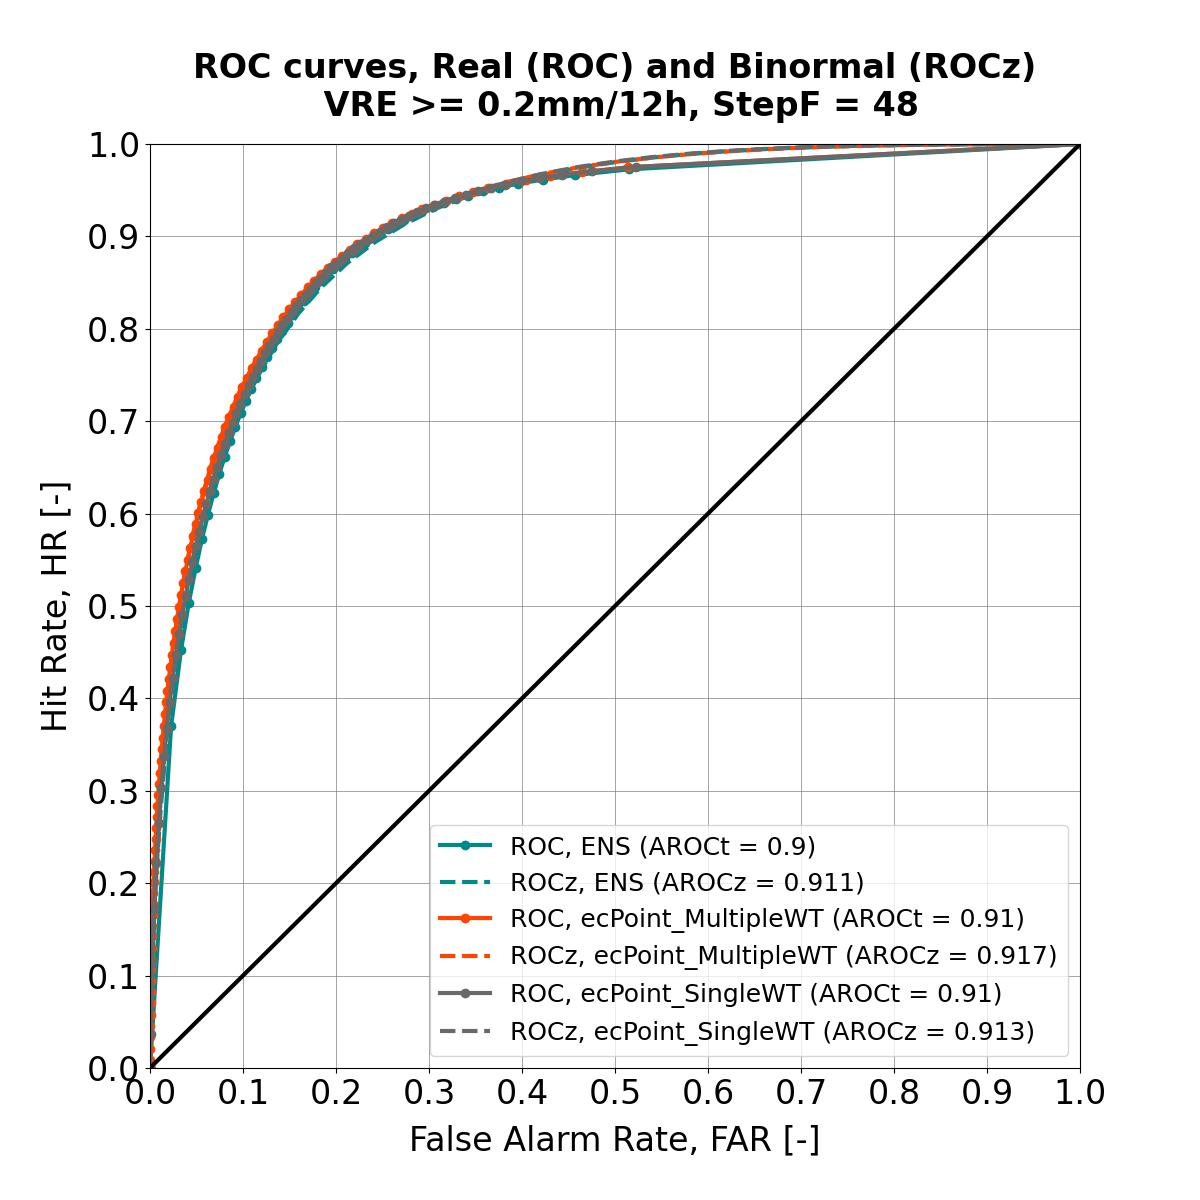 ROC curves, Real (ROC) and Binormal (ROCz)
VRE >= 0.2mm/12h, StepF = 48
Hit Rate, HR [-]
1.0
0.9
0.8
0.7
0.6
0.5
0.4
0.3
0.2
0.1
0.0
ROC, ENS (AROCt = 0.9)
ROCz, ENS (AROCz = 0.911)
ROC, ecPoint_MultipleWT (AROCt = 0.91)
ROCz, ecPoint_MultipleWT (AROCz = 0.917)
ROC, ecPoint_SingleWT (AROCt = 0.91)
ROCz, ecPoint_SingleWT (AROCz = 0.913)
0.0 0.1 0.2 0.3 0.4 0.5 0.6 0.7 0.8 0.9 1.0
False Alarm Rate, FAR [-]